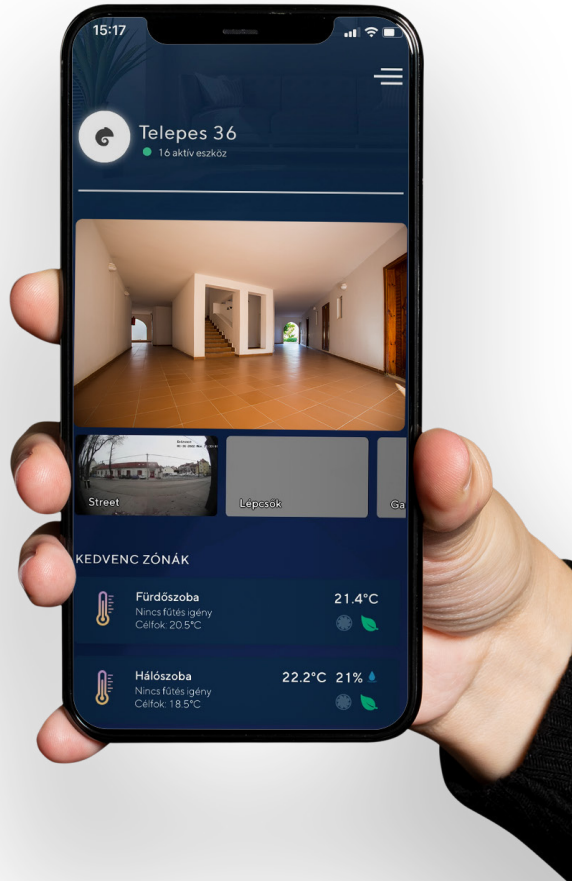 15:17
Telepes 36
16 aktív eszköz
Street
Lépcsők
Ga
KEDVENC ZÓNÁK
Fürdőszoba
21.4°C
Nincs fűtés igény
Célfok: 20.5°C
Hálószoba
22.2°C 21%
Nincs fűtés igény
Célfok: 18.5°C